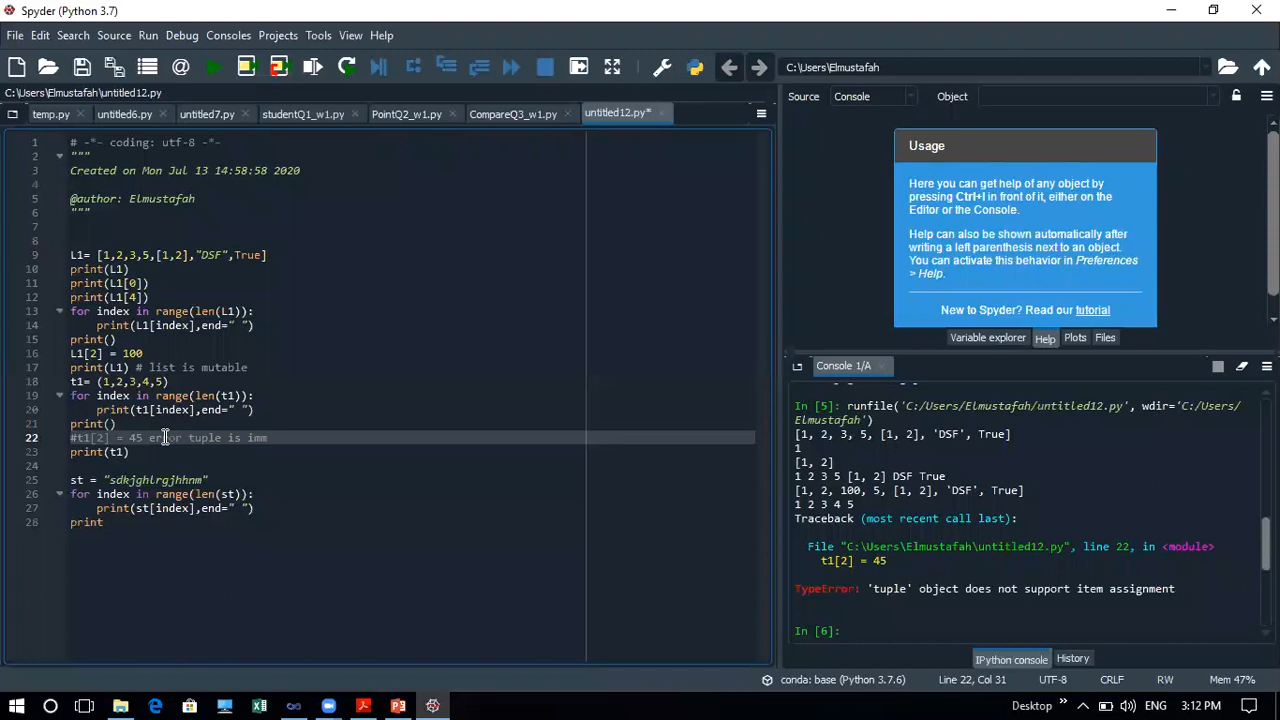 Spyder (Python 3.7)
File Edit Search Source Run Debug Consoles Projects Tools View Help
C:\Users\Elmustafah
C:\Users\Elmustafah\untitled12.py
temp.py untitled6.py untitled7.py studentQ1_w1.py PointQ2_w1.py CompareQ3_w1.py untitled12.py*
Source Console Object
1 # -*- coding: utf-8 -*-
2 """
3 Created on Mon Jul 13 14:58:58 2020
4
5 @author: Elmustafah
6 """
7
8
9 L1= [1,2,3,5,[1,2],"DSF",True]
10 print(L1)
11 print(L1[0])
12 print(L1[4])
13 for index in range(len(L1)):
14 print(L1[index],end=" ")
15 print()
16 L1[2] = 100
17 print(L1) # list is mutable
18 t1= (1,2,3,4,5)
19 for index in range(len(t1)):
20 print(t1[index],end=" ")
21 print()
22 #t1[2] = 45 error tuple is imm
23 print(t1)
24
25 st = "sdkjghlrgjhhnm"
26 for index in range(len(st)):
27 print(st[index],end=" ")
28 print
Usage
Here you can get help of any object by
pressing Ctrl+I in front of it, either on the
Editor or the Console.
Help can also be shown automatically after
writing a left parenthesis next to an object.
You can activate this behavior in Preferences
> Help.
New to Spyder? Read our tutorial
Variable explorer Help Plots Files
Console 1/A
In [5]: runfile('C:/Users/Elmustafah/untitled12.py', wdir='C:/Users/
Elmustafah')
[1, 2, 3, 5, [1, 2], 'DSF', True]
1
[1, 2]
1 2 3 5 [1, 2] DSF True
[1, 2, 100, 5, [1, 2], 'DSF', True]
1 2 3 4 5
Traceback (most recent call last):
File "C:\Users\Elmustafah\untitled12.py", line 22, in <module>
t1[2] = 45
TypeError: 'tuple' object does not support item assignment
In [6]:
IPython console History
conda: base (Python 3.7.6) Line 22, Col 31 UTF-8 CRLF RW Mem 47%
Desktop ENG 3:12 PM